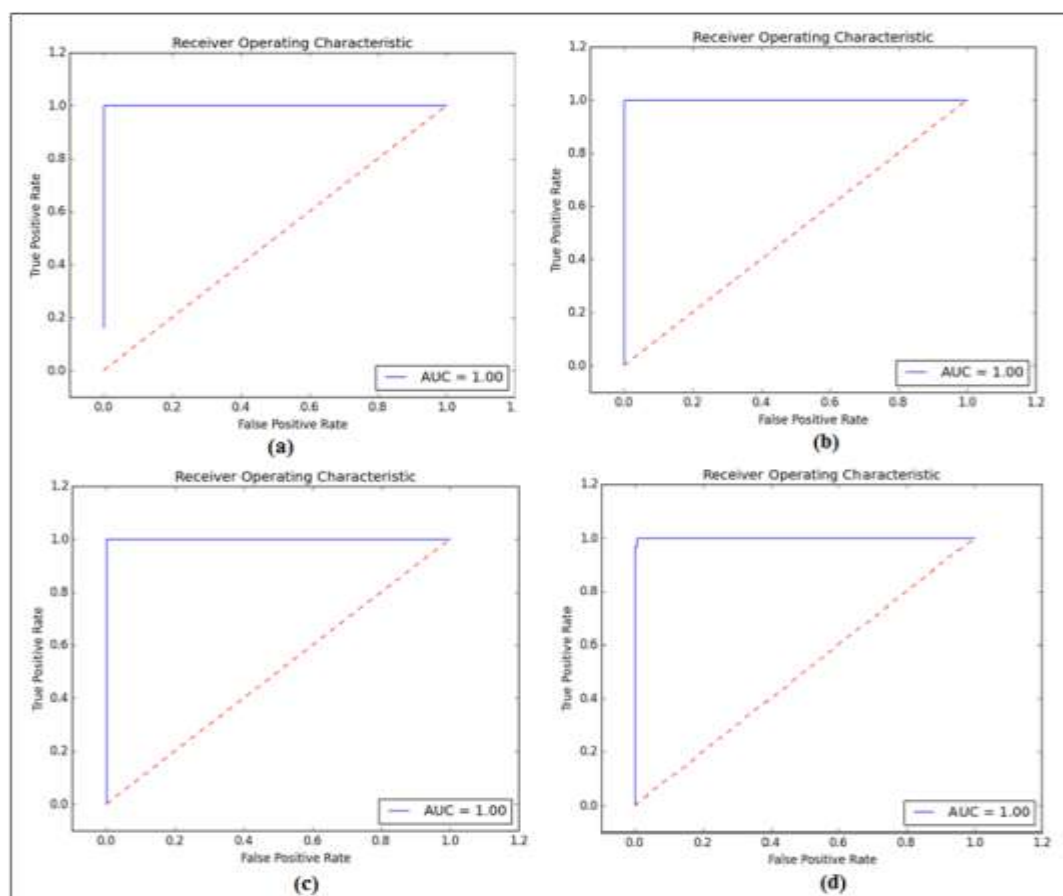 Receiver Operating Characteristic
1.2
1.0
0.8
0.6
0.4
0.2
0.0
True Positive Rate
AUC = 1.00
0.0 0.2 0.4 0.6 0.8 1.0 1
False Positive Rate
(a)
Receiver Operating Characteristic
1.2
1.0
0.8
0.6
0.4
0.2
0.0
True Positive Rate
AUC = 1.00
0.0 0.2 0.4 0.6 0.8 1.0 1.2
False Positive Rate
(b)
Receiver Operating Characteristic
1.2
1.0
0.8
0.6
0.4
0.2
0.0
True Positive Rate
AUC = 1.00
0.0 0.2 0.4 0.6 0.8 1.0 1.2
False Positive Rate
(c)
Receiver Operating Characteristic
1.2
1.0
0.8
0.6
0.4
0.2
0.0
True Positive Rate
AUC = 1.00
0.0 0.2 0.4 0.6 0.8 1.0 1.2
False Positive Rate
(d)